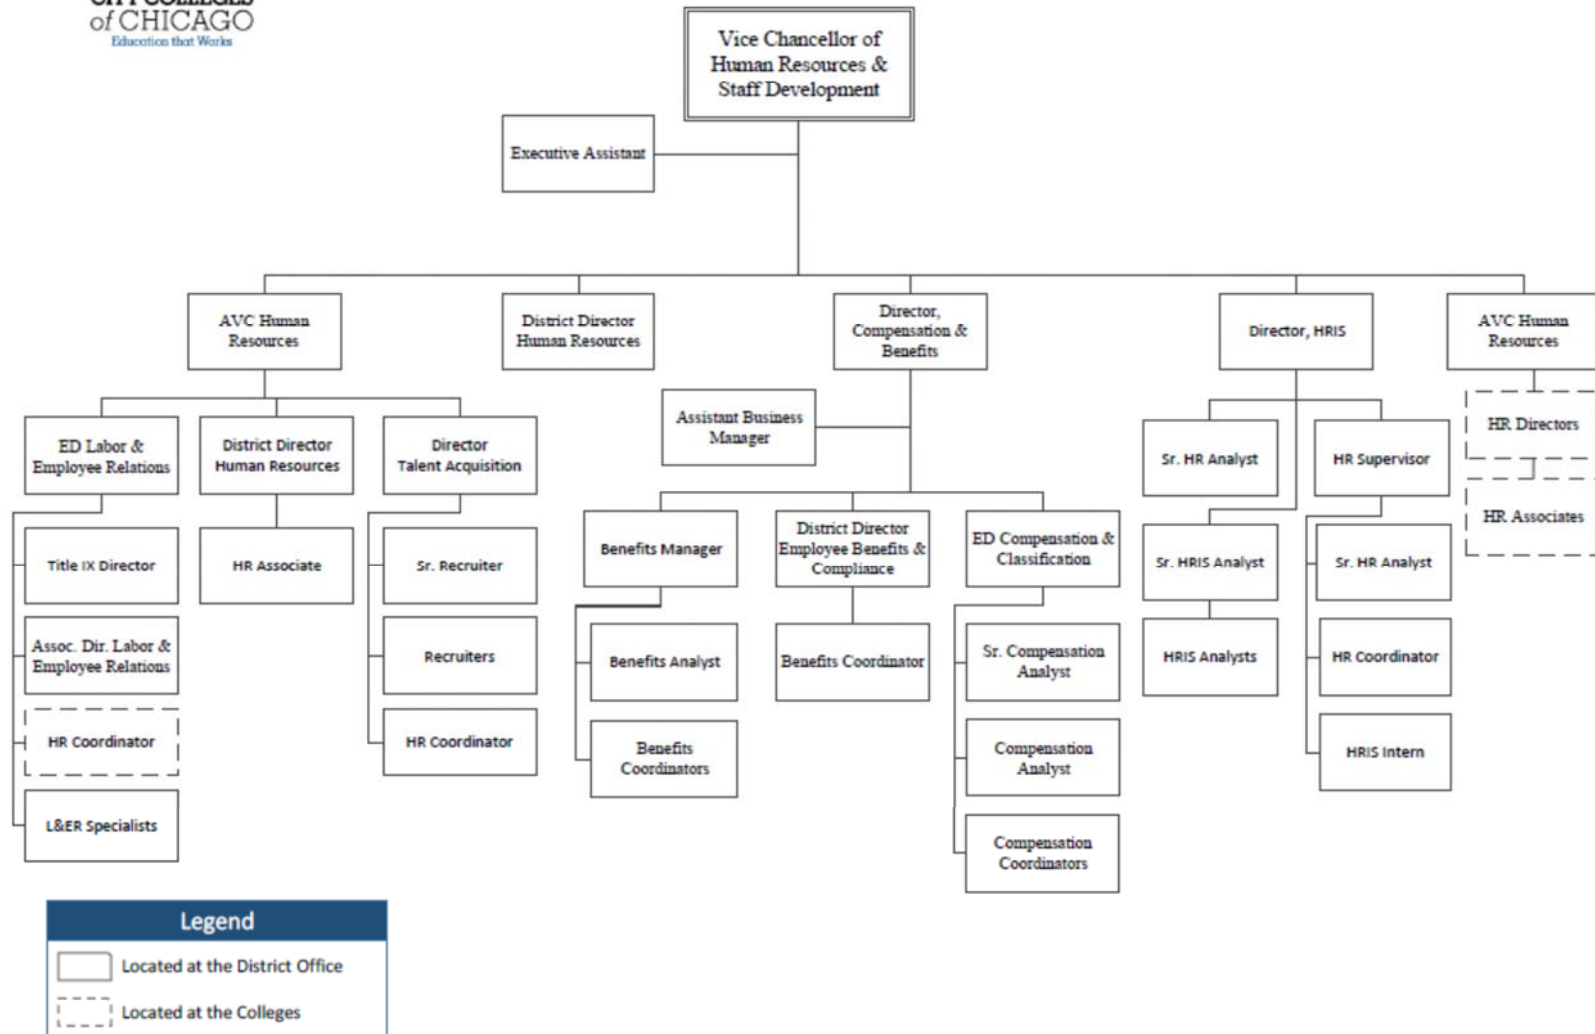 CITY COLLEGES
of CHICAGO
Education that Works
Vice Chancellor of
Human Resources &
Staff Development
Executive Assistant
AVC Human
Resources
District Director
Human Resources
Director,
Compensation &
Benefits
Director, HRIS
AVC Human
Resources
Assistant Business
Manager
HR Directors
HR Associates
ED Labor &
Employee Relations
District Director
Human Resources
Director
Talent Acquisition
Sr. HR Analyst
HR Supervisor
Title IX Director
HR Associate
Sr. Recruiter
Benefits Manager
District Director
Employee Benefits &
Compliance
ED Compensation &
Classification
Sr. HRIS Analyst
Sr. HR Analyst
Assoc. Dir. Labor &
Employee Relations
Recruiters
Benefits Analyst
Benefits Coordinator
Sr. Compensation
Analyst
HRIS Analysts
HR Coordinator
HR Coordinator
HR Coordinator
Benefits
Coordinators
Compensation
Analyst
HRIS Intern
L&ER Specialists
Compensation
Coordinators
Legend
Located at the District Office
Located at the Colleges